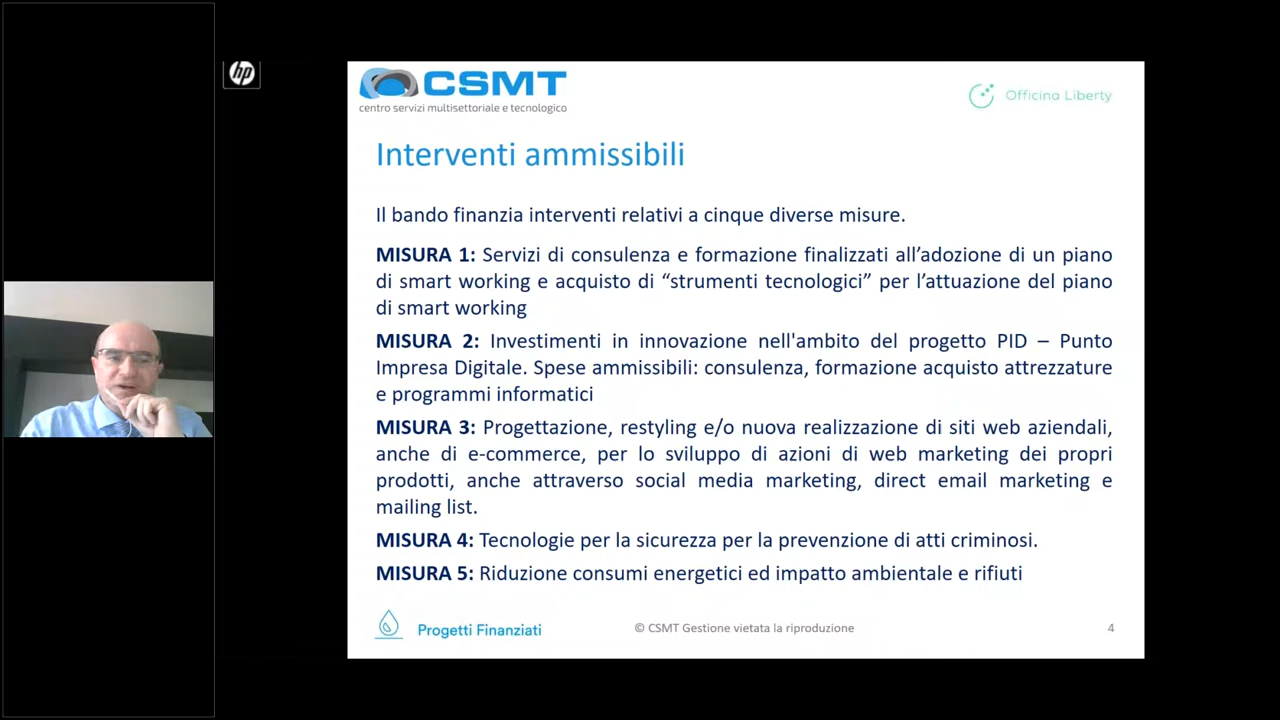 hp
CSMT
centro servizi multisettoriale e tecnologico
Officina Liberty
Interventi ammissibili
Il bando finanzia interventi relativi a cinque diverse misure.
MISURA 1: Servizi di consulenza e formazione finalizzati all’adozione di un piano
di smart working e acquisto di “strumenti tecnologici” per l’attuazione del piano
di smart working
MISURA 2: Investimenti in innovazione nell'ambito del progetto PID – Punto
Impresa Digitale. Spese ammissibili: consulenza, formazione acquisto attrezzature
e programmi informatici
MISURA 3: Progettazione, restyling e/o nuova realizzazione di siti web aziendali,
anche di e-commerce, per lo sviluppo di azioni di web marketing dei propri
prodotti, anche attraverso social media marketing, direct email marketing e
mailing list.
MISURA 4: Tecnologie per la sicurezza per la prevenzione di atti criminosi.
MISURA 5: Riduzione consumi energetici ed impatto ambientale e rifiuti
Progetti Finanziati
© CSMT Gestione vietata la riproduzione
4